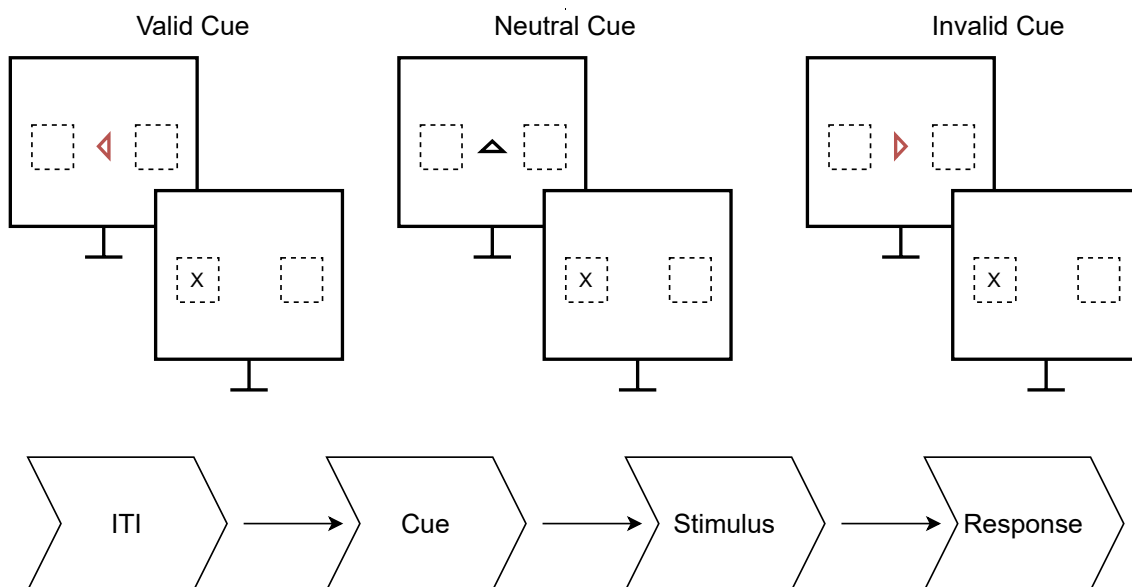 Valid Cue
Neutral Cue
Invalid Cue
X
X
X
ITI
Cue
Stimulus
Response